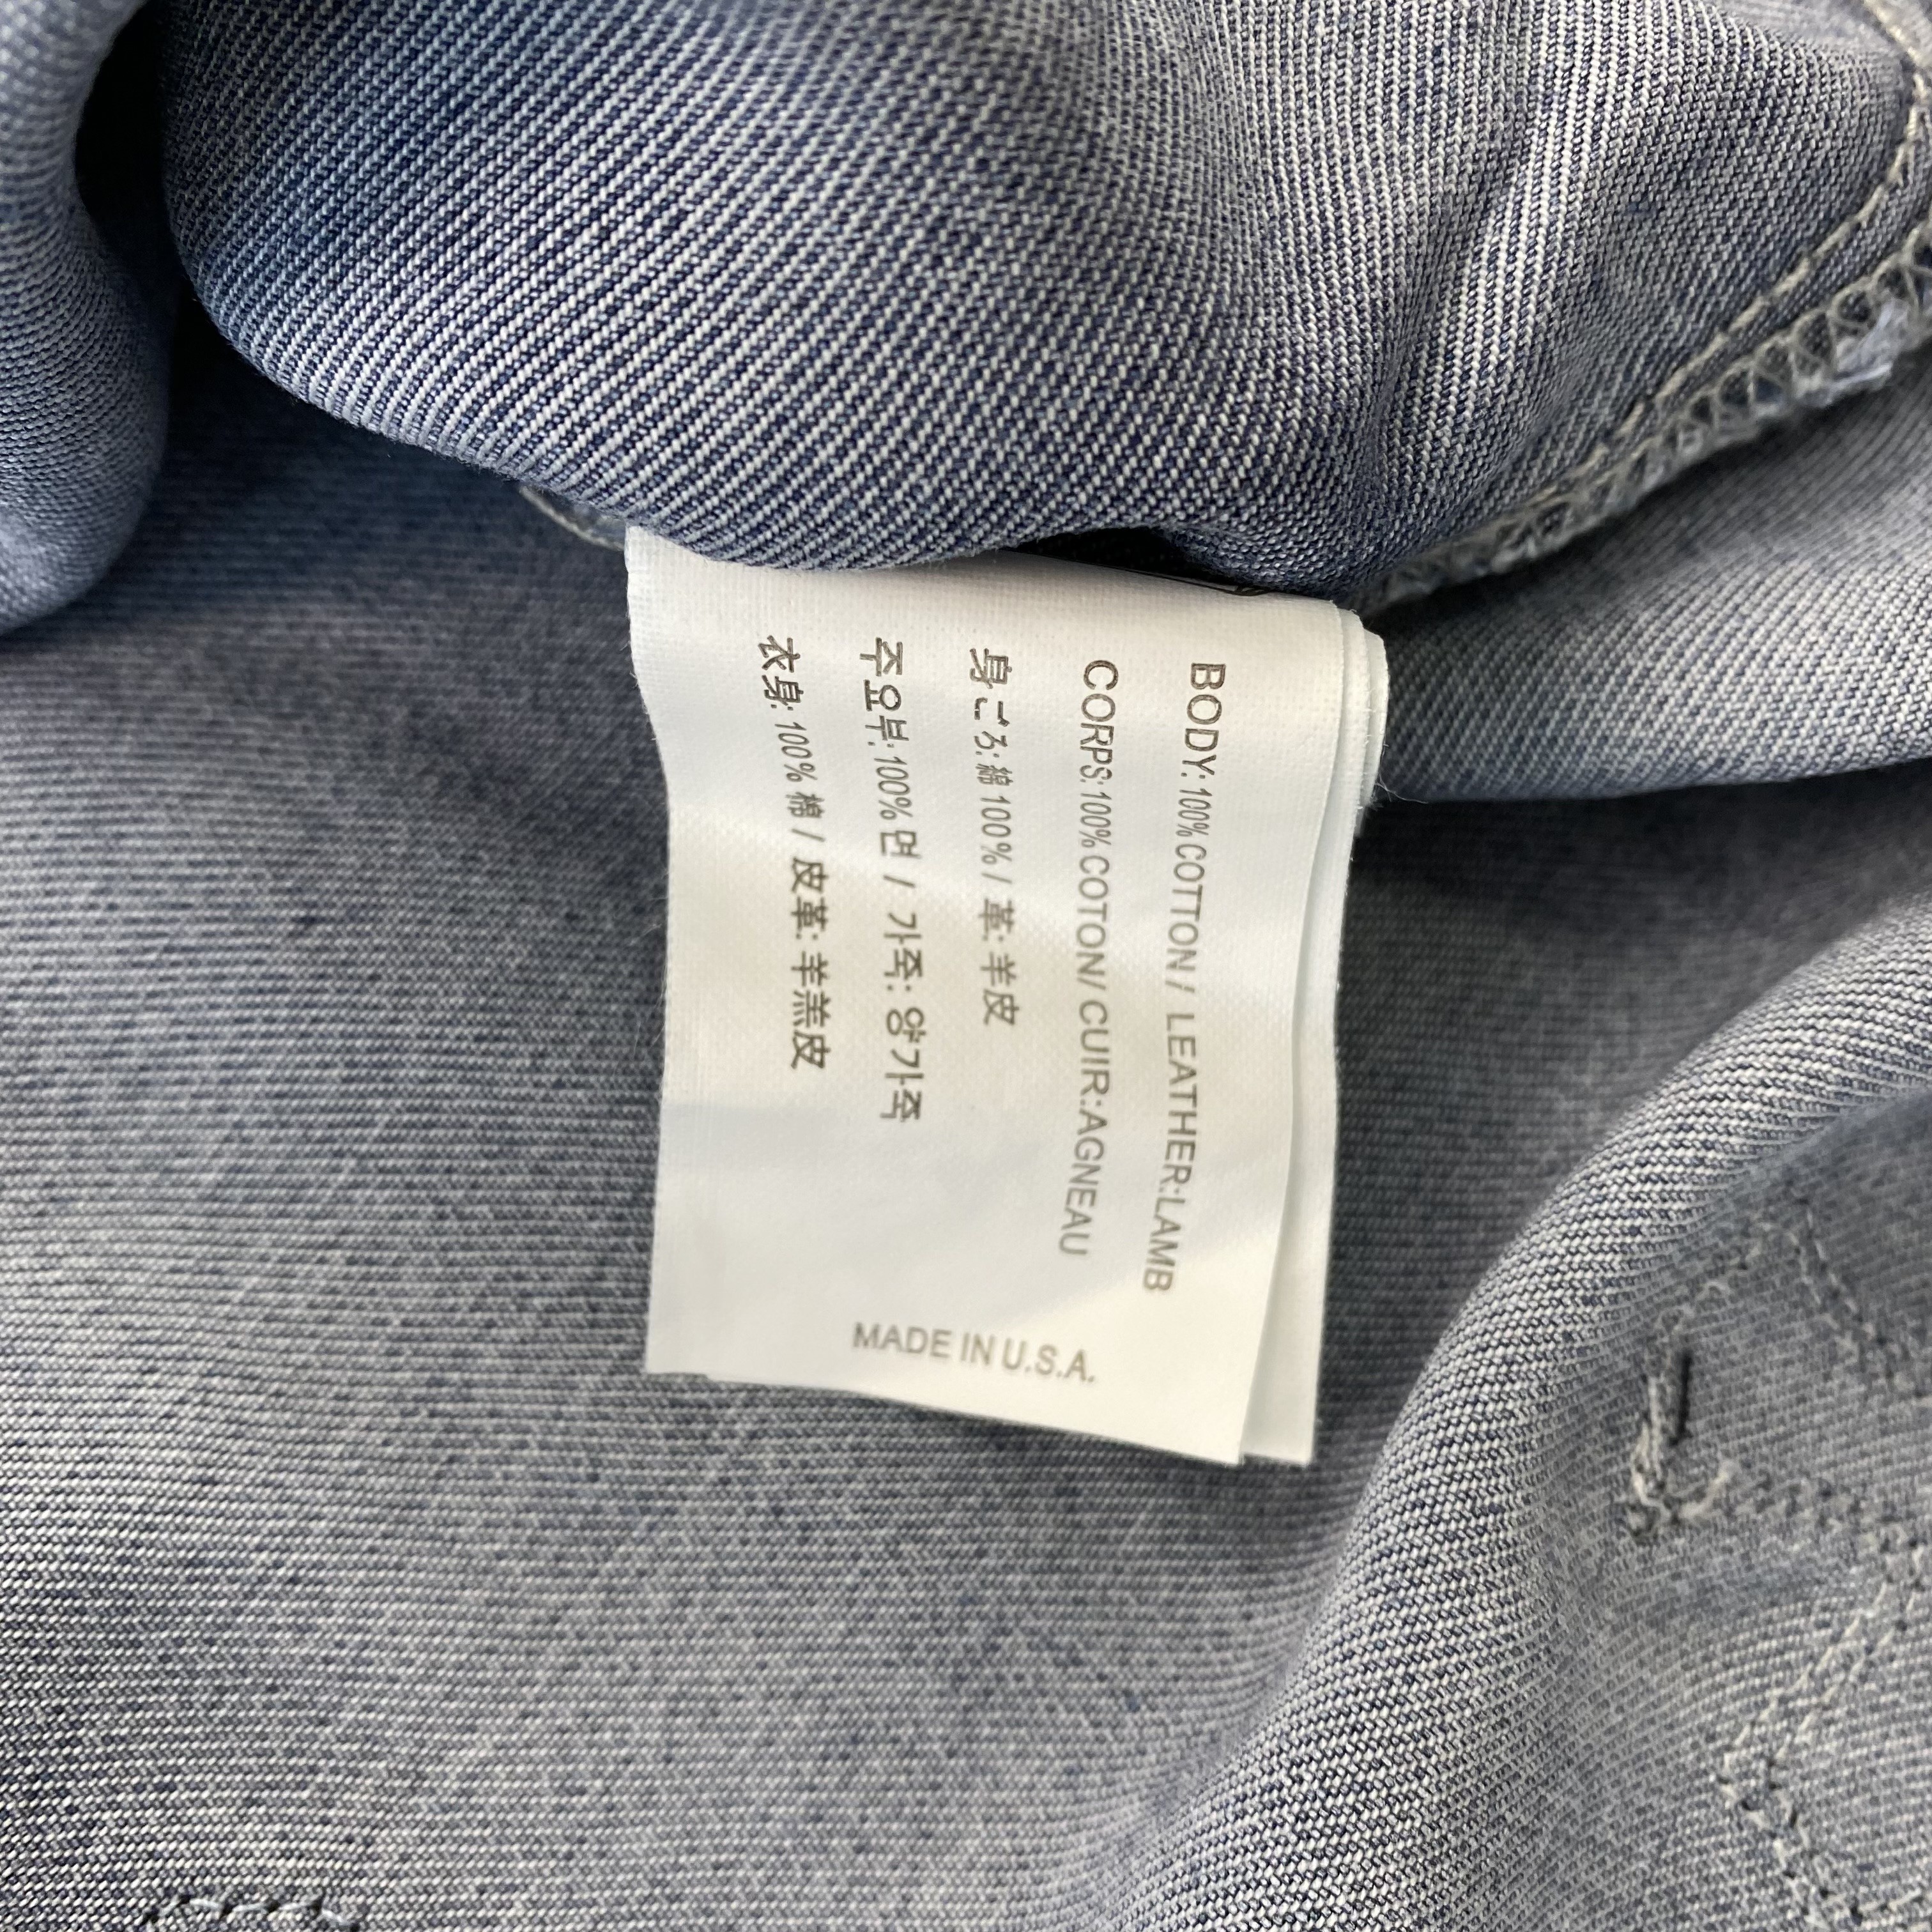 BODY: 100% COTTON / LEATHER:LAMB
CORPS: 100% COTON/ CUIR:AGNEAU
身ごろ: 綿 100% / 革: 羊皮
주요부: 100% 면 / 가죽: 양가죽
衣身: 100% 棉 / 皮革: 羊羔皮
MADE IN U.S.A.